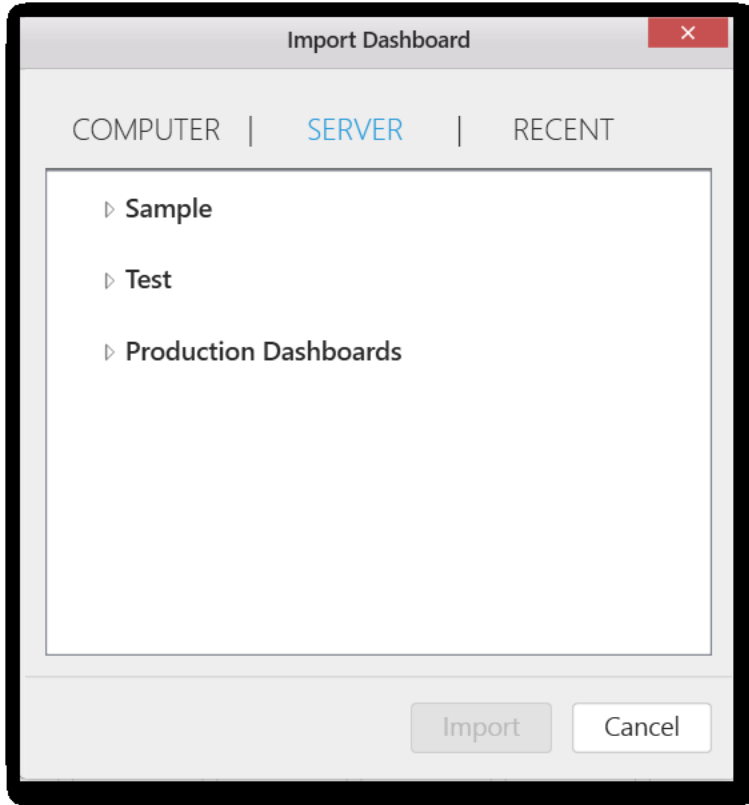 Import Dashboard
COMPUTER | SERVER | RECENT
Sample
Test
Production Dashboards
Import Cancel